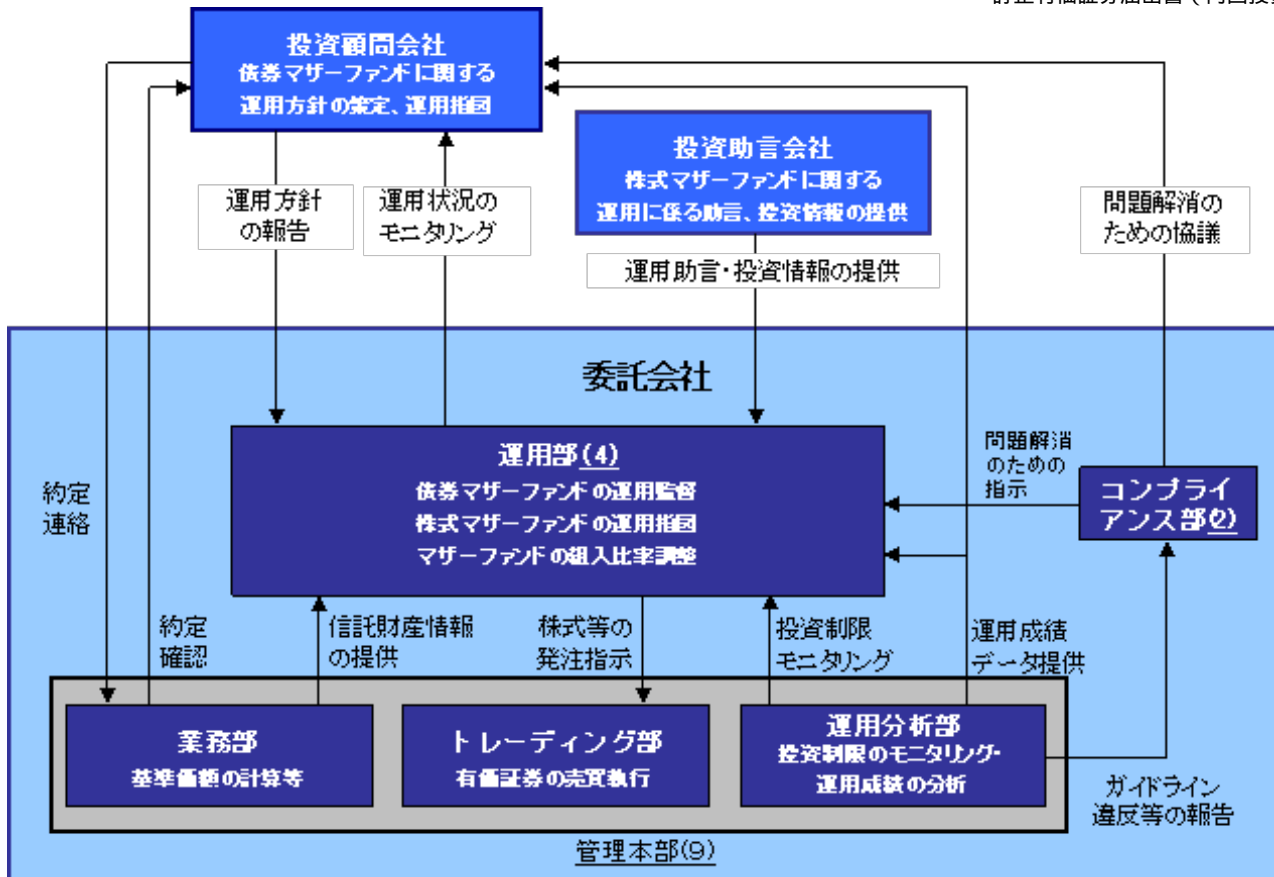 投資顧問会社
債券マザーファンドに関する
運用方針の策定、運用指図
投資助言会社
株式マザーファンドに関する
運用に係る助言、投資情報の提供
運用方針
の報告
運用状況の
モニタリング
運用助言・投資情報の提供
問題解消の
ための協議
委託会社
運用部(4)
債券マザーファンドの運用監督
株式マザーファンドの運用指図
マザーファンドの組入比率調整
問題解消
のための
指示
コンプライ
アンス部(2)
約定
連絡
約定
確認
信託財産情報
の提供
株式等の
発注指示
投資制限
モニタリング
運用成績
データ提供
業務部
基準価額の計算等
トレーディング部
有価証券の売買執行
運用分析部
投資制限のモニタリング・
運用成績の分析
ガイドライン
違反等の報告
管理本部(9)